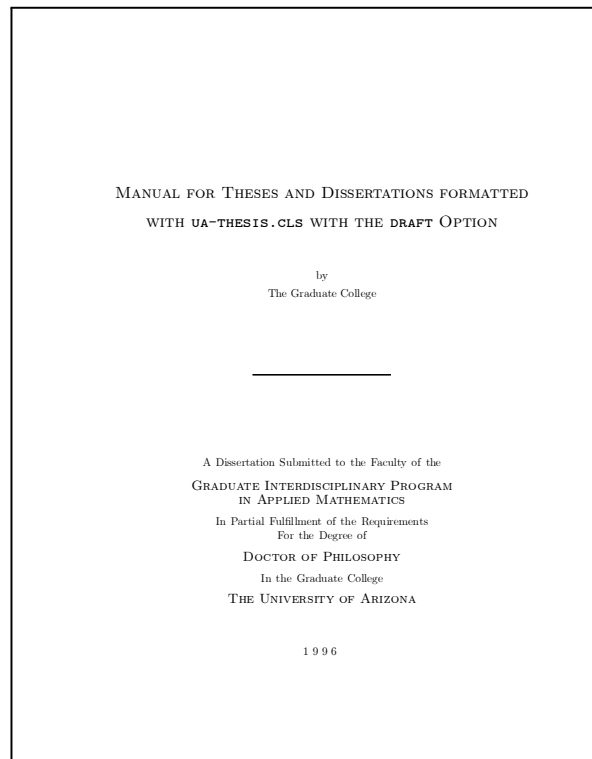 Manual for Theses and Dissertations formatted
with ua-thesis.cls with the draft Option
by
The Graduate College
A Dissertation Submitted to the Faculty of the
Graduate Interdisciplinary Program
in Applied Mathematics
In Partial Fulfillment of the Requirements
For the Degree of
Doctor of Philosophy
In the Graduate College
The University of Arizona
1 9 9 6